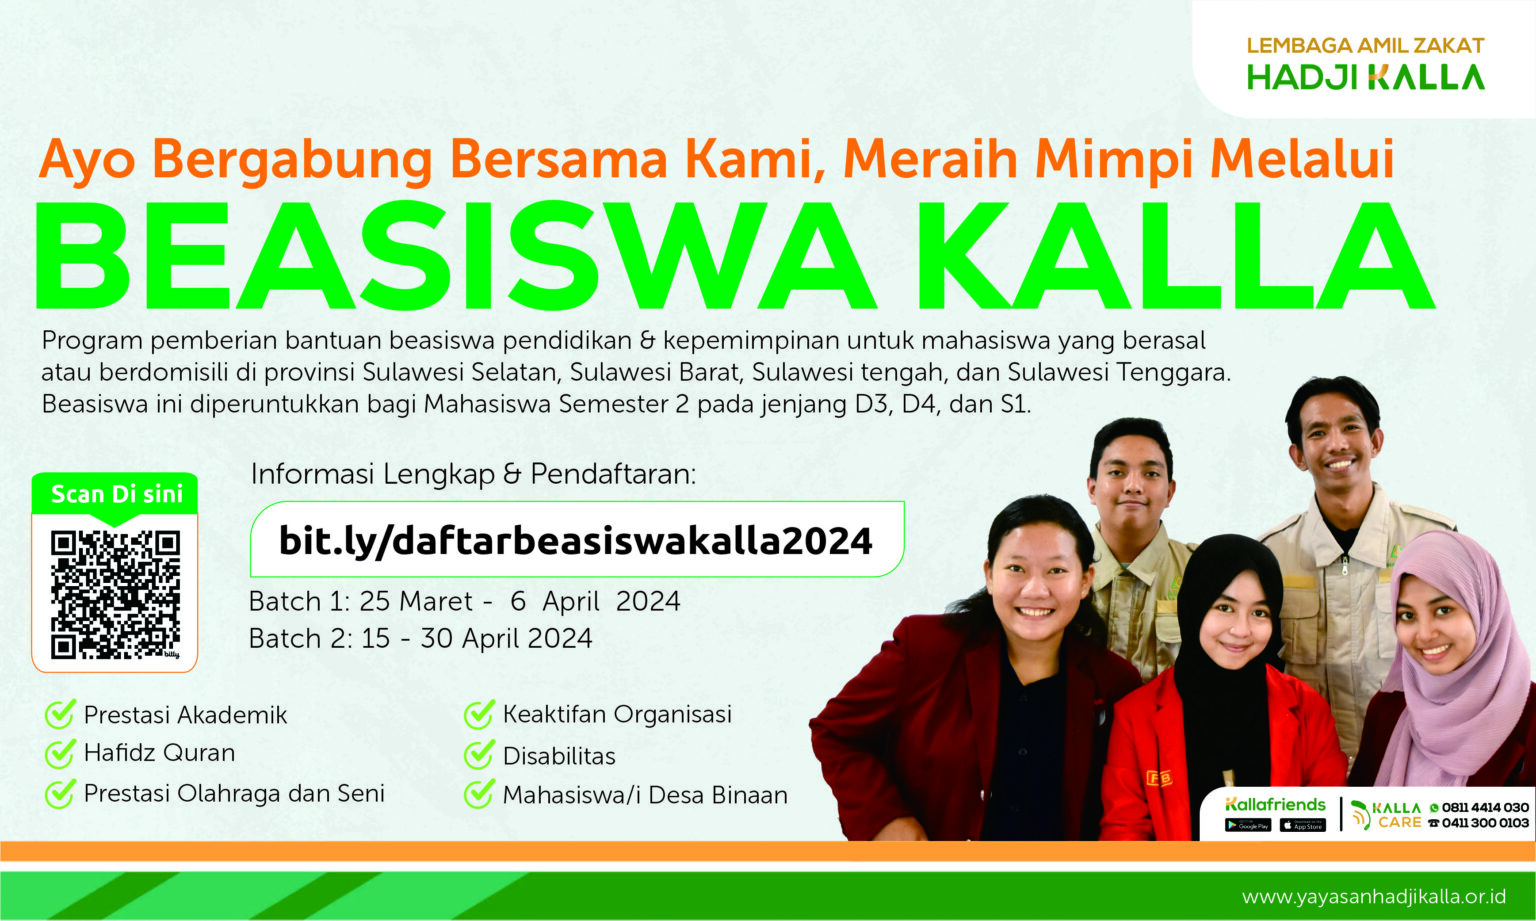 LEMBAGA AMIL ZAKAT
HADJI KALLA
Ayo Bergabung Bersama Kami, Meraih Mimpi Melalui
BEASISWA KALLA
Program pemberian bantuan beasiswa pendidikan & kepemimpinan untuk mahasiswa yang berasal
atau berdomisili di provinsi Sulawesi Selatan, Sulawesi Barat, Sulawesi tengah, dan Sulawesi Tenggara.
Beasiswa ini diperuntukkan bagi Mahasiswa Semester 2 pada jenjang D3, D4, dan S1.
Scan Di sini
bitly
Informasi Lengkap & Pendaftaran:
bit.ly/daftarbeasiswakalla2024
Batch 1: 25 Maret - 6 April 2024
Batch 2: 15 - 30 April 2024
Prestasi Akademik
Hafidz Quran
Prestasi Olahraga dan Seni
Keaktifan Organisasi
Disabilitas
Mahasiswa/i Desa Binaan
Kallafriends
Google Play
App Store
KALLA
CARE
0811 4414 030
0411 300 0103
www.yayasanhadjikalla.or.id